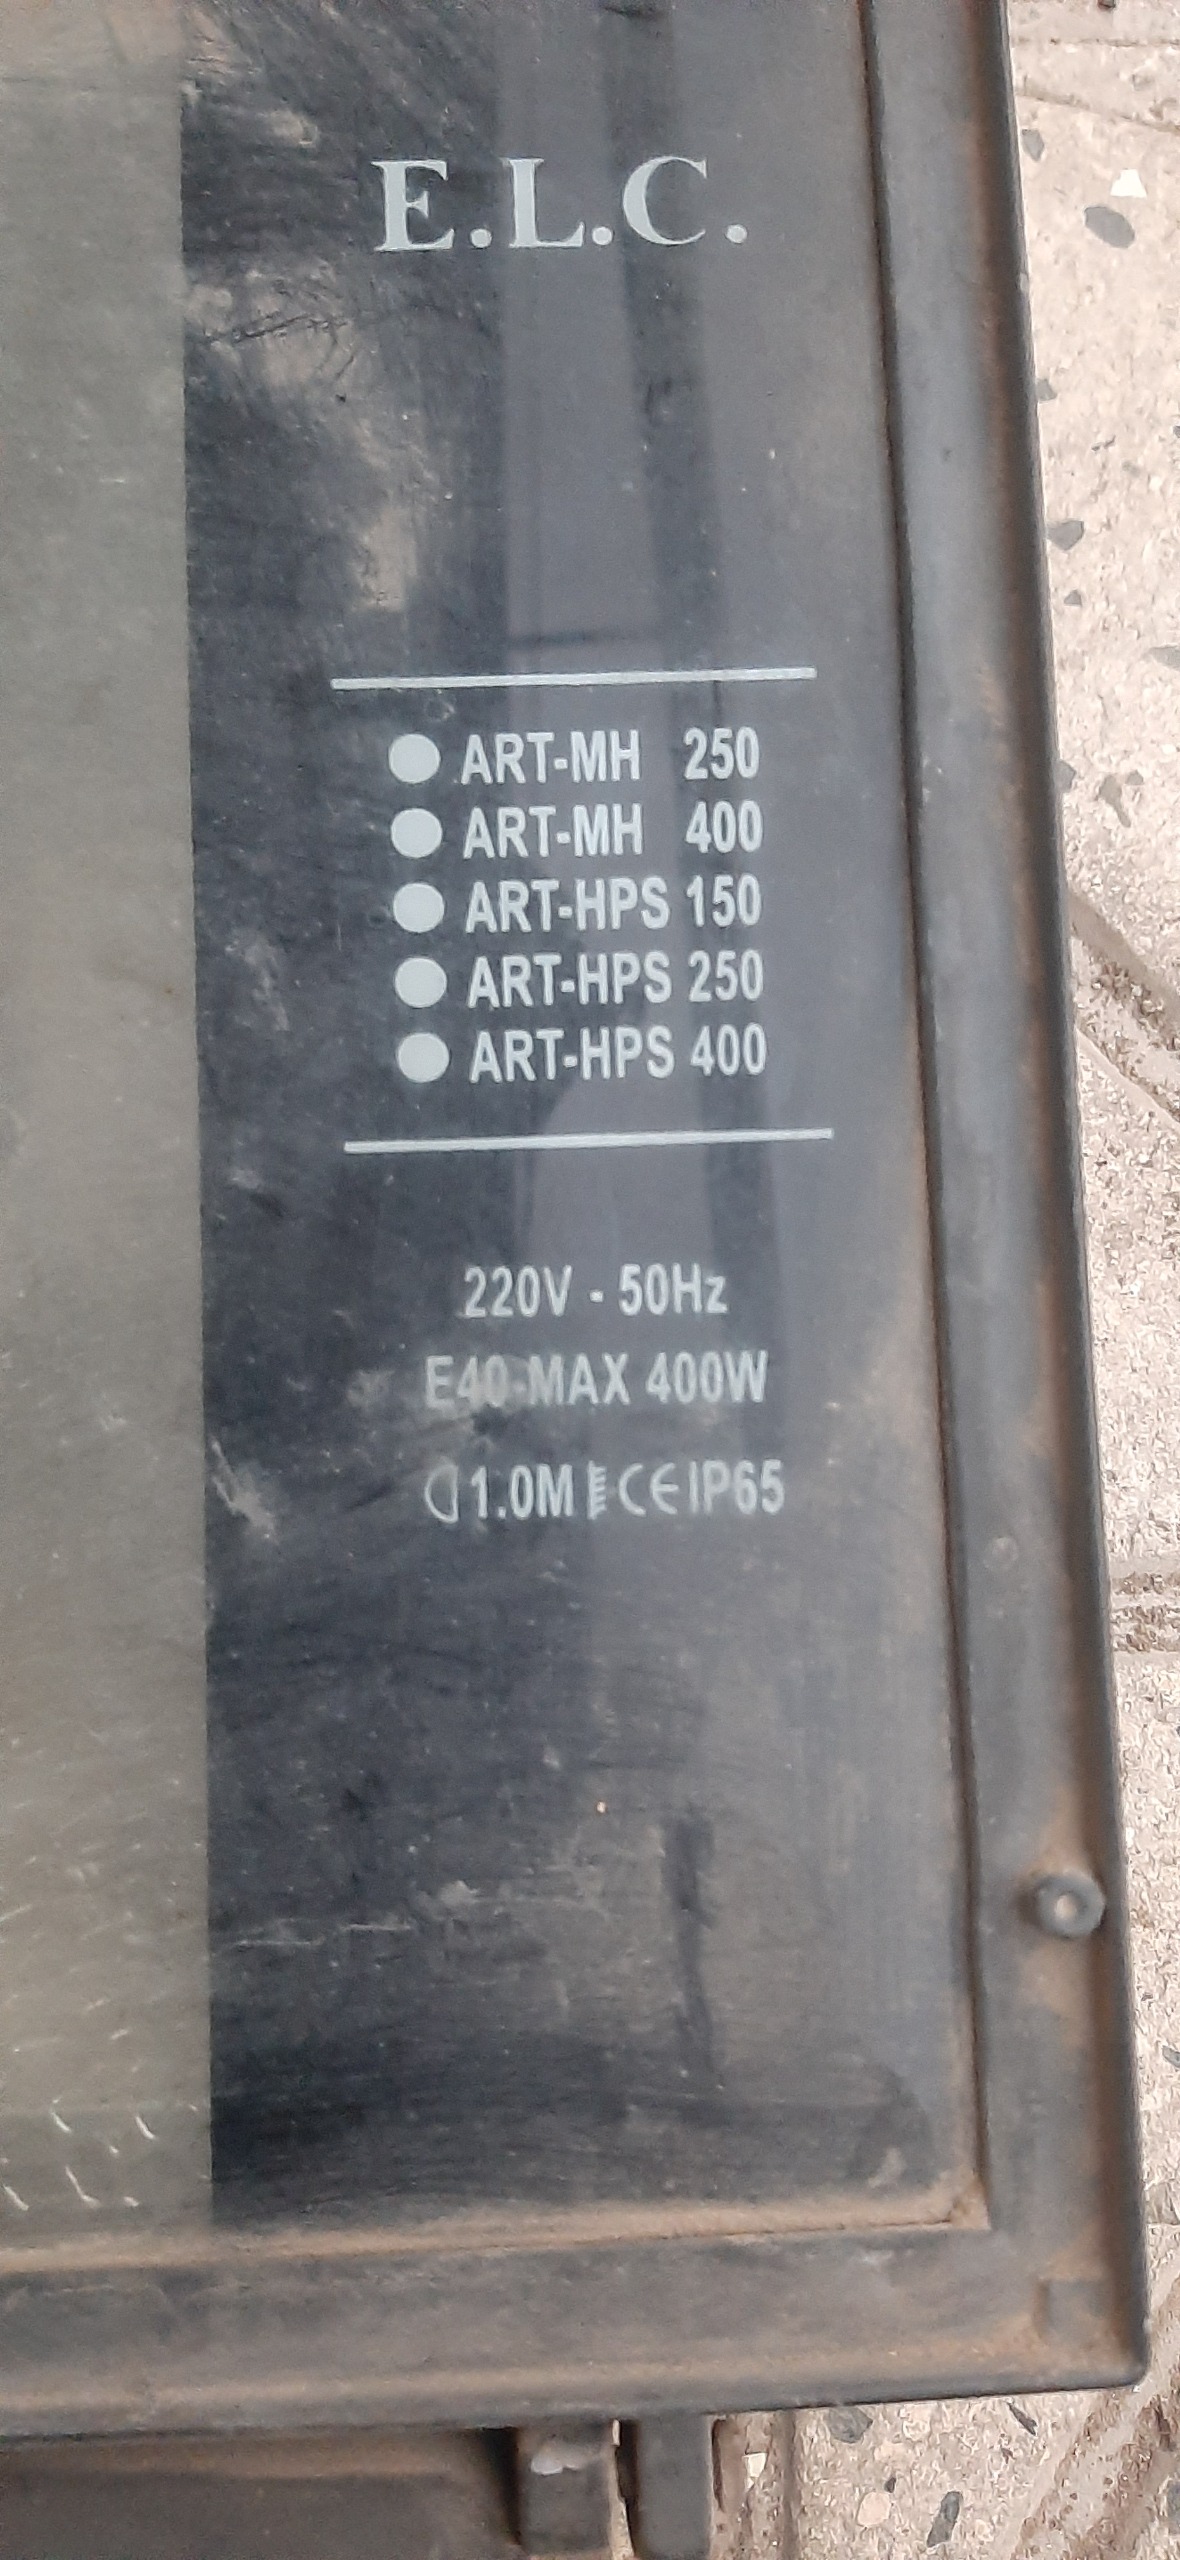 E.L.C.
ART-MH 250
ART-MH 400
ART-HPS 150
ART-HPS 250
ART-HPS 400
220V - 50Hz
E40-MAX 400W
1.0M CE IP65